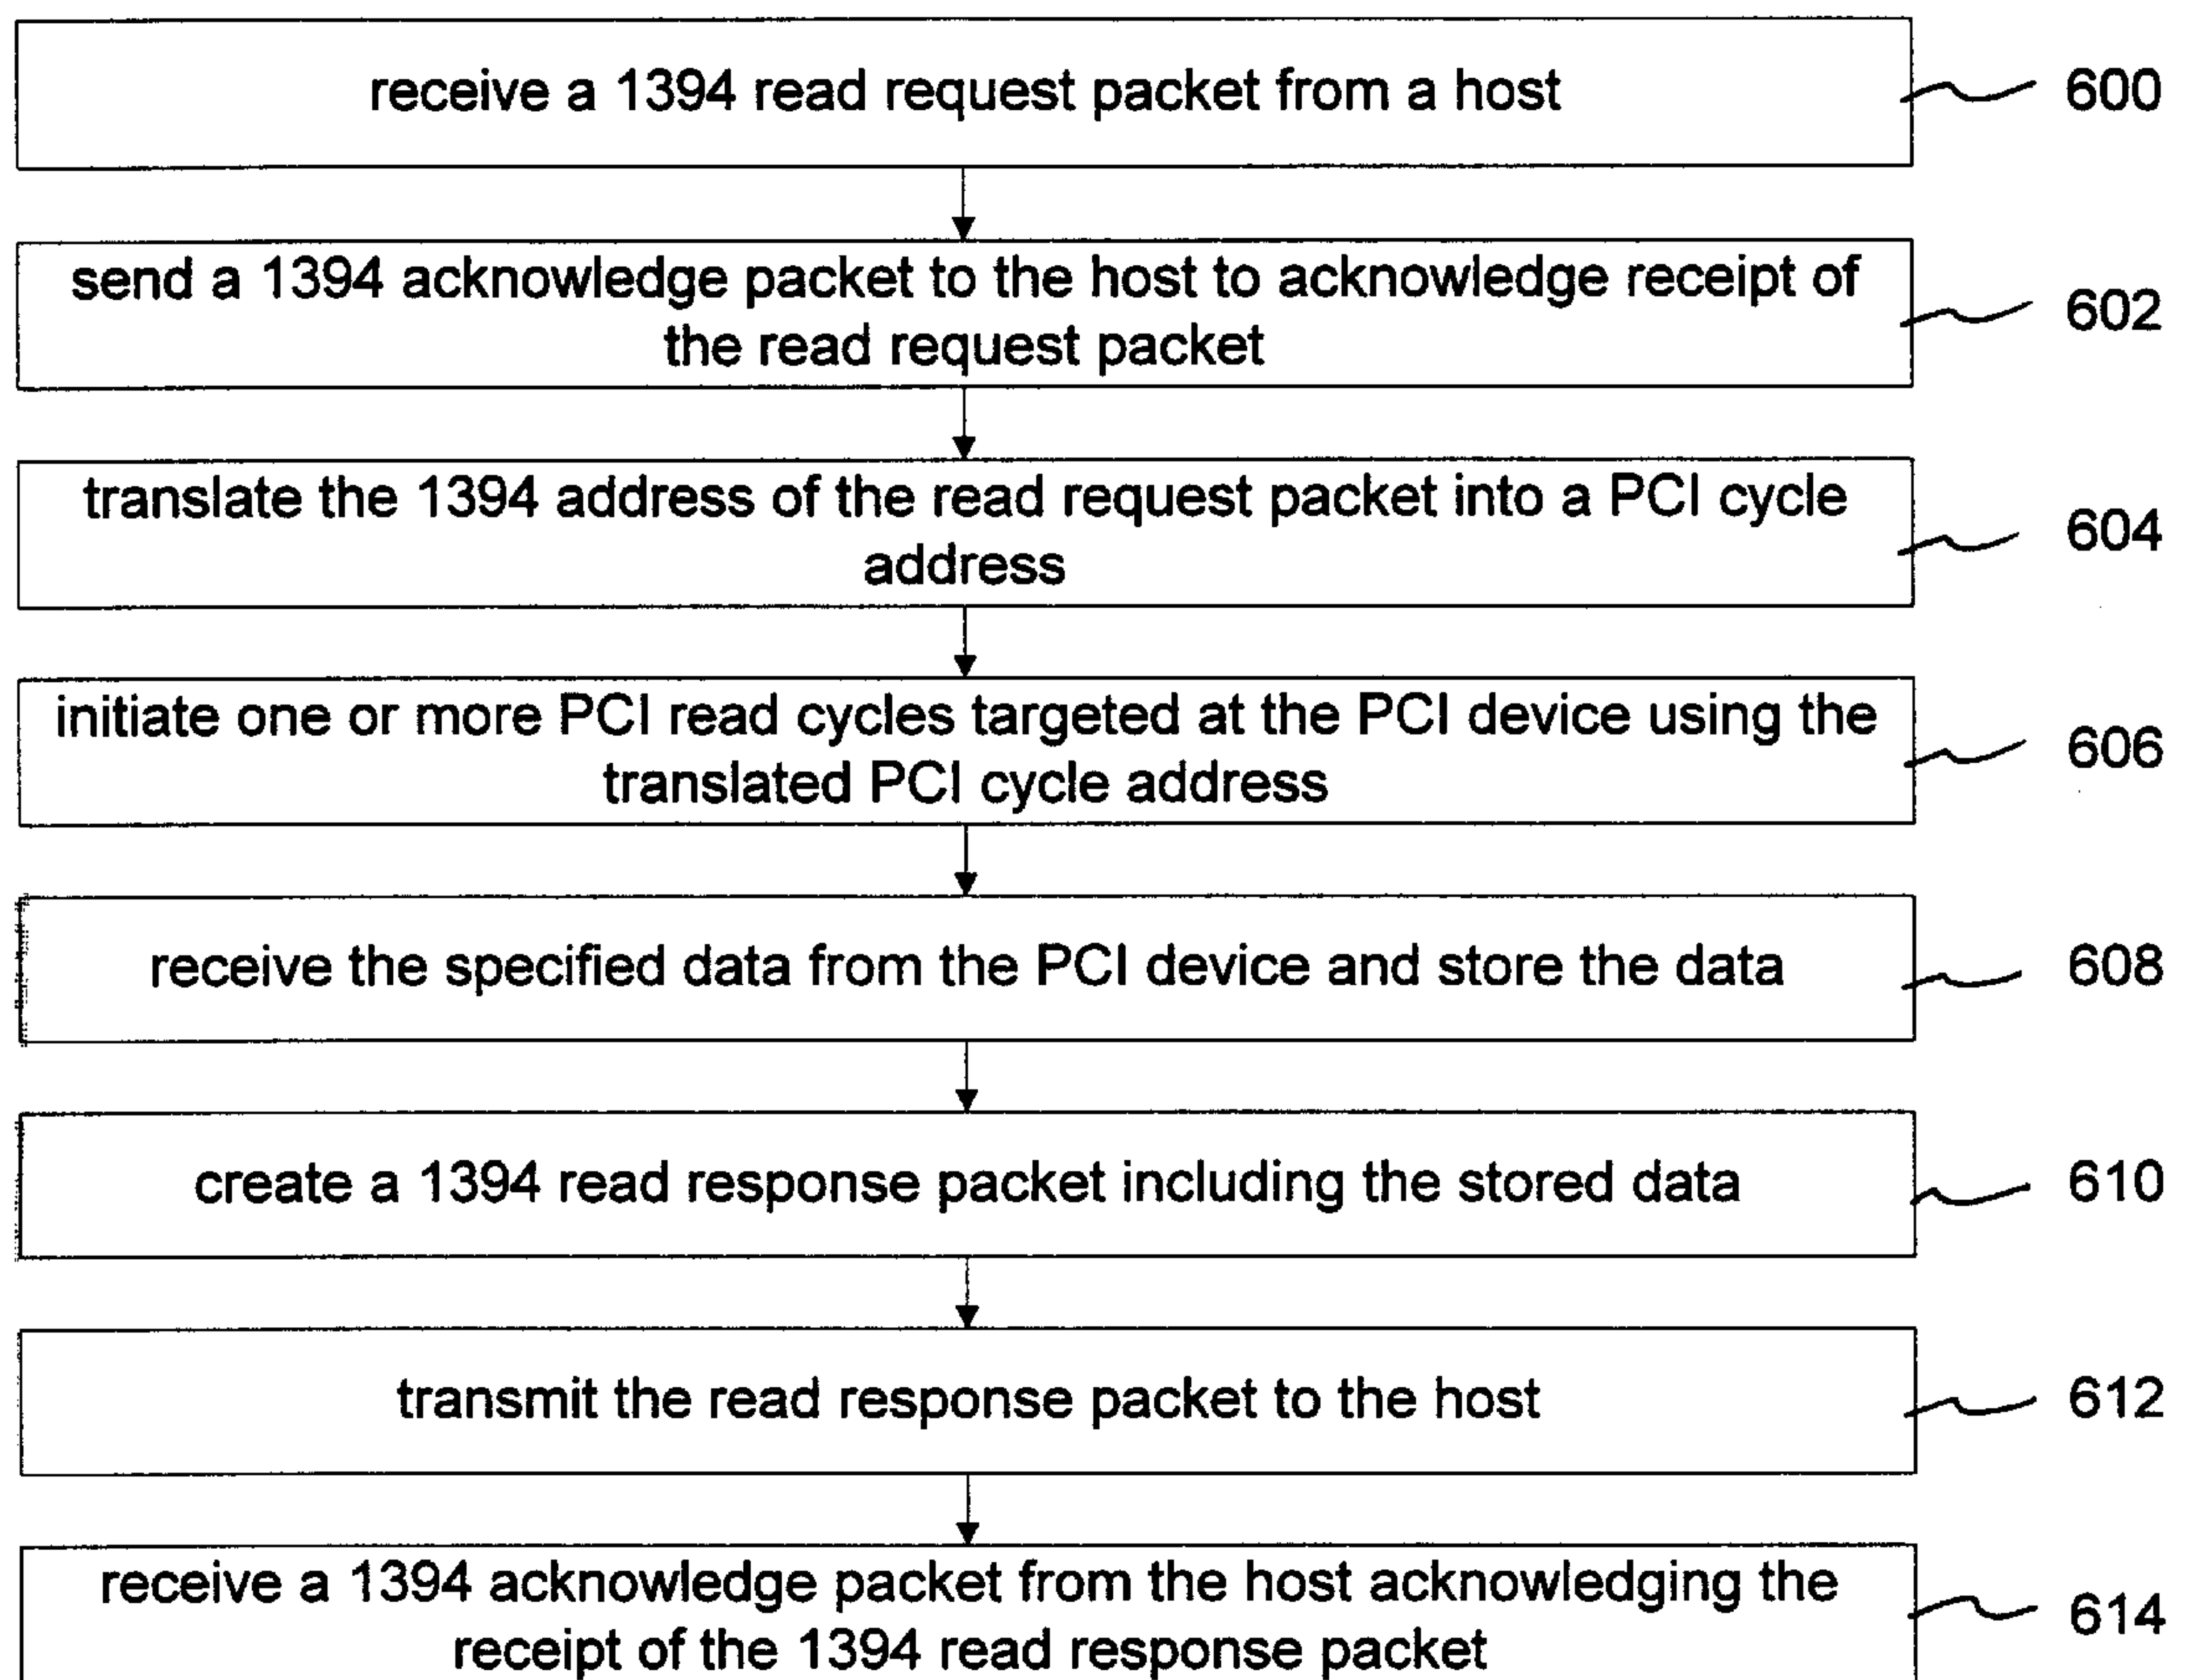 receive a 1394 read request packet from a host
600
send a 1394 acknowledge packet to the host to acknowledge receipt of
the read request packet
602
translate the 1394 address of the read request packet into a PCI cycle
address
604
initiate one or more PCI read cycles targeted at the PCI device using the
translated PCI cycle address
606
receive the specified data from the PCI device and store the data
608
create a 1394 read response packet including the stored data
610
transmit the read response packet to the host
612
receive a 1394 acknowledge packet from the host acknowledging the
receipt of the 1394 read response packet
614